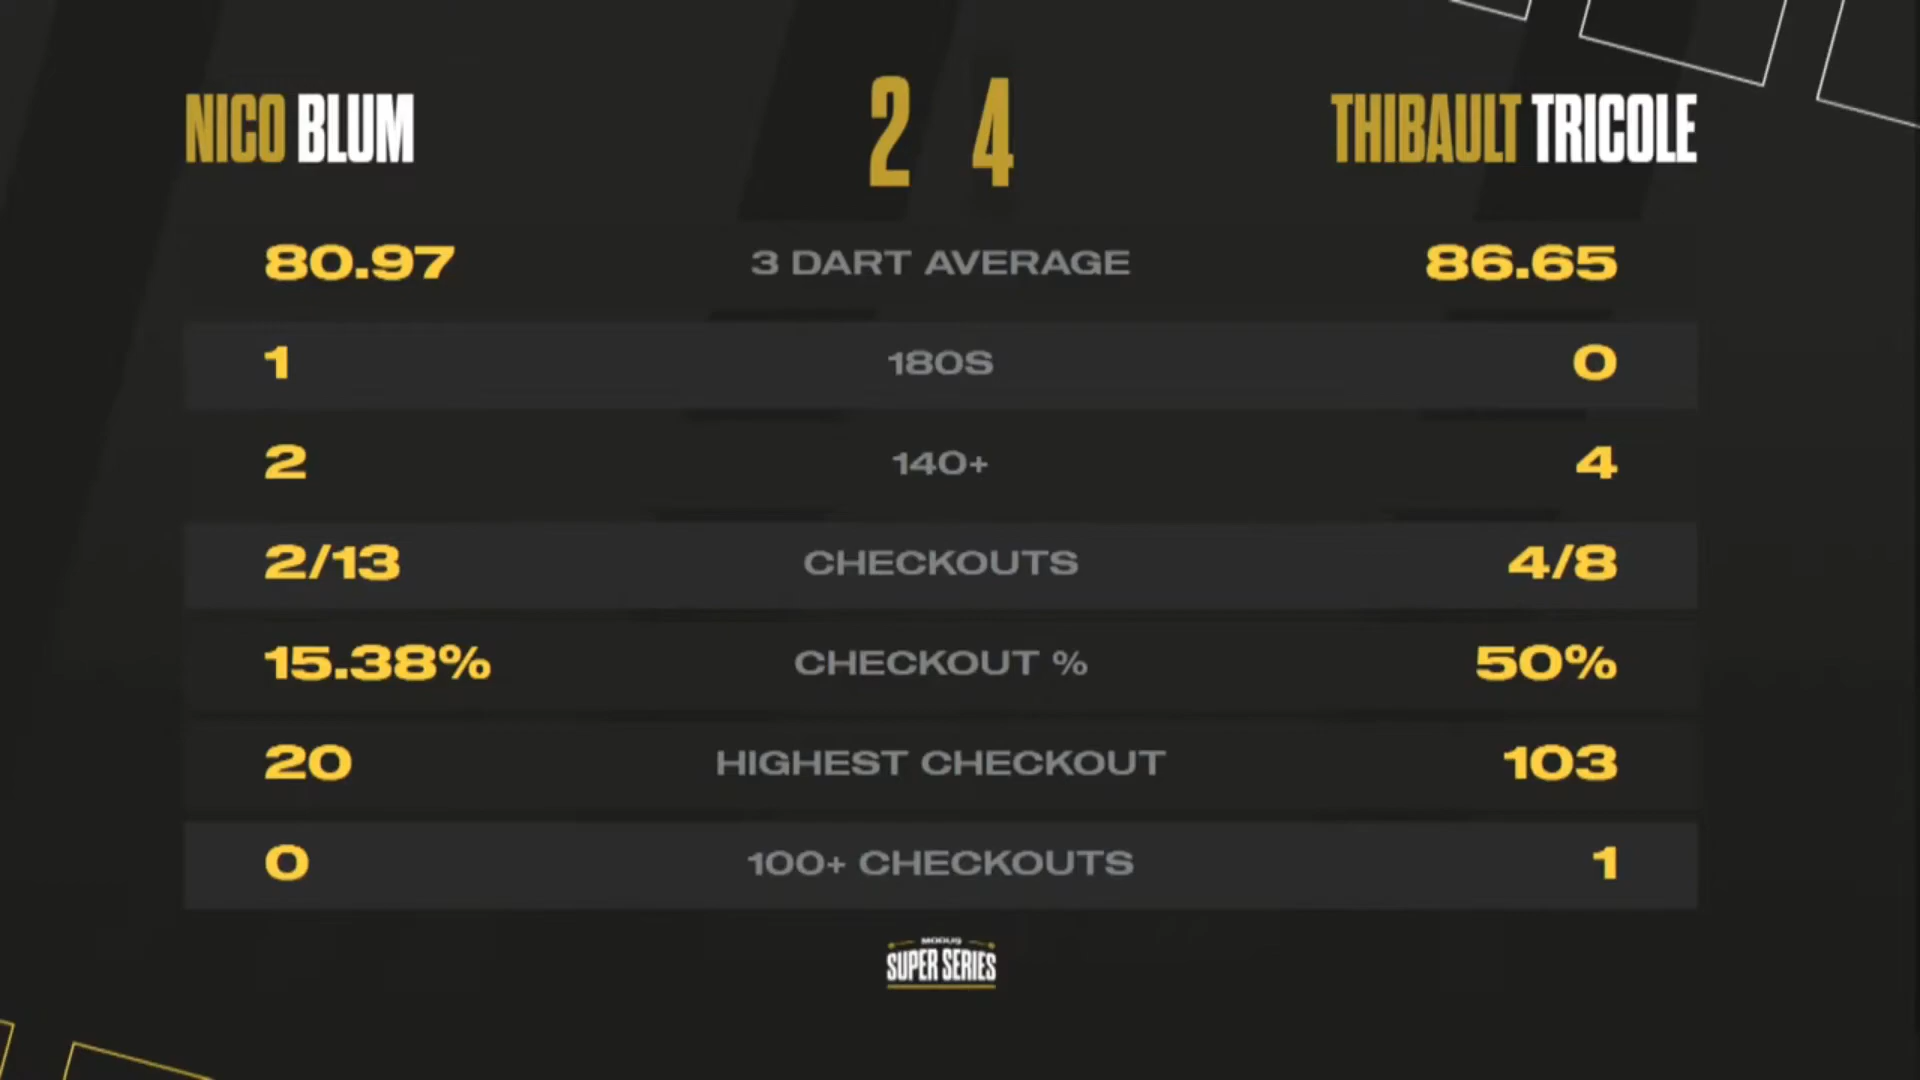 NICO BLUM 2 4 THIBAULT TRICOLE
80.97 3 DART AVERAGE 86.65
1 180S 0
2 140+ 4
2/13 CHECKOUTS 4/8
15.38% CHECKOUT % 50%
20 HIGHEST CHECKOUT 103
0 100+ CHECKOUTS 1
MODUS
SUPER SERIES